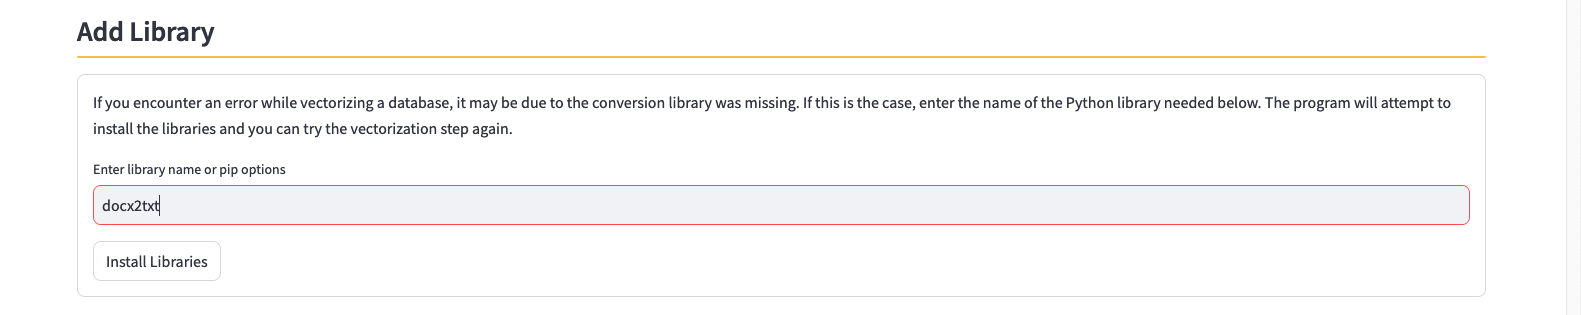 Add Library
If you encounter an error while vectorizing a database, it may be due to the conversion library was missing. If this is the case, enter the name of the Python library needed below. The program will attempt to
install the libraries and you can try the vectorization step again.
Enter library name or pip options
docx2txt
Install Libraries